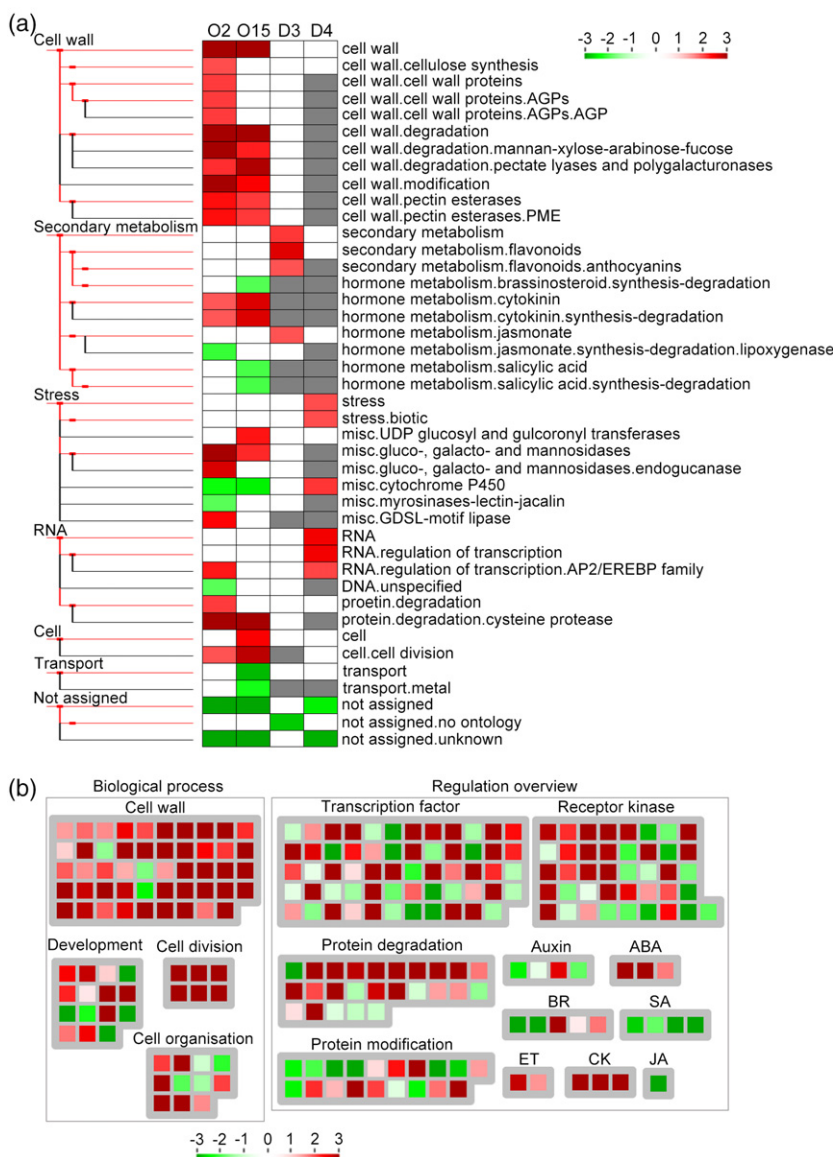 (a)
O2 O15 D3 D4
-3 -2 -1 0 1 2 3
Cell wall
cell wall
cell wall.cellulose synthesis
cell wall.cell wall proteins
cell wall.cell wall proteins.AGPs
cell wall.cell wall proteins.AGPs.AGP
cell wall.degradation
cell wall.degradation.mannan-xylose-arabinose-fucose
cell wall.degradation.pectate lyases and polygalacturonases
cell wall.modification
cell wall.pectin esterases
cell wall.pectin esterases.PME
Secondary metabolism
secondary metabolism
secondary metabolism.flavonoids
secondary metabolism.flavonoids.anthocyanins
hormone metabolism.brassinosteroid.synthesis-degradation
hormone metabolism.cytokinin
hormone metabolism.cytokinin.synthesis-degradation
hormone metabolism.jasmonate
hormone metabolism.jasmonate.synthesis-degradation.lipoxygenase
hormone metabolism.salicylic acid
hormone metabolism.salicylic acid.synthesis-degradation
Stress
stress
stress.biotic
misc.UDP glucosyl and gulcoronyl transferases
misc.gluco-, galacto- and mannosidases
misc.gluco-, galacto- and mannosidases.endogucanase
misc.cytochrome P450
misc.myrosinases-lectin-jacalin
misc.GDSL-motif lipase
RNA
RNA
RNA.regulation of transcription
RNA.regulation of transcription.AP2/EREBP family
DNA.unspecified
proetin.degradation
protein.degradation.cysteine protease
Cell
cell
cell.cell division
Transport
transport
transport.metal
Not assigned
not assigned
not assigned.no ontology
not assigned.unknown
(b)
Biological process
Regulation overview
Cell wall
Transcription factor
Receptor kinase
Development
Cell division
Protein degradation
Auxin
ABA
BR
SA
Cell organisation
Protein modification
ET
CK
JA
-3 -2 -1 0 1 2 3